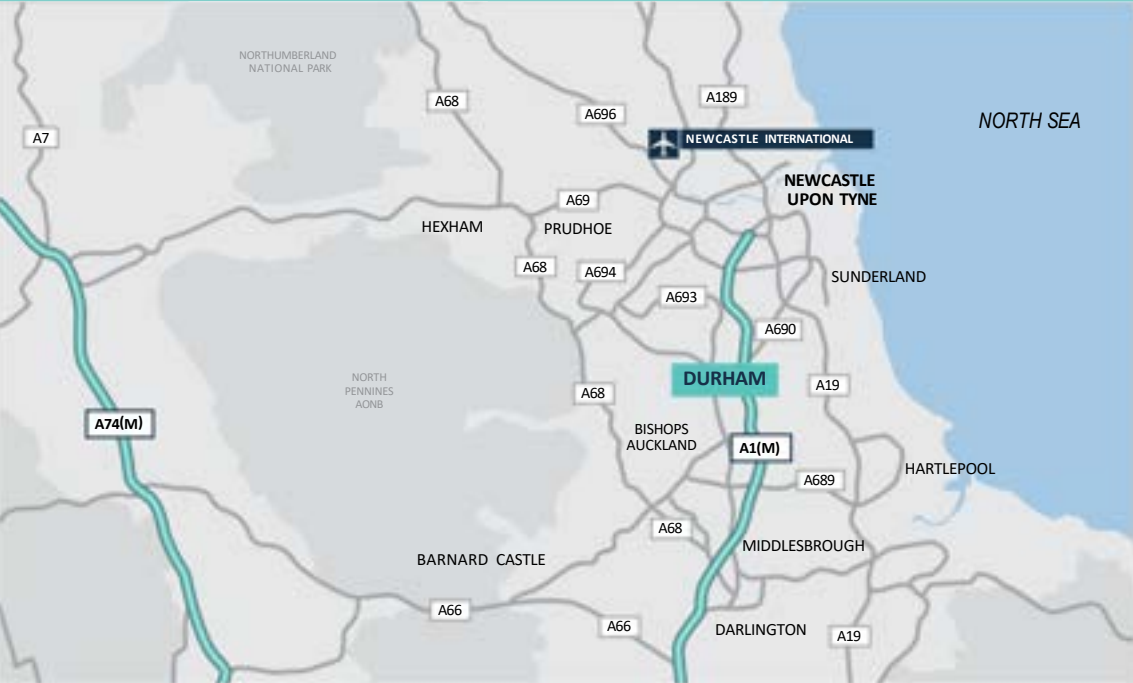 NORTHUMBERLAND
NATIONAL PARK
A68
A189
A696
NORTH SEA
A7
NEWCASTLE INTERNATIONAL
NEWCASTLE
UPON TYNE
A69
HEXHAM
PRUDHOE
A68
A694
SUNDERLAND
A693
A690
NORTH
PENNINES
AONB
DURHAM
A19
A68
A74(M)
BISHOPS
AUCKLAND
A1(M)
HARTLEPOOL
A689
A68
MIDDLESBROUGH
BARNARD CASTLE
A66
A66
DARLINGTON
A19